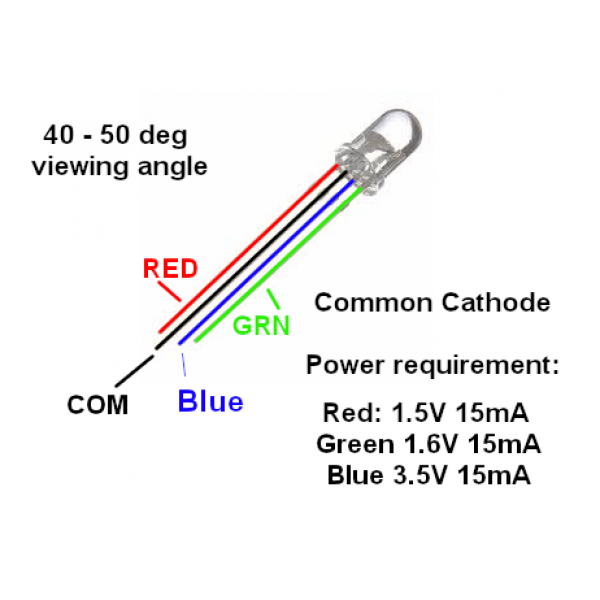 40 - 50 deg
viewing angle
RED
GRN
COM
Blue
Common Cathode
Power requirement:
Red: 1.5V 15mA
Green 1.6V 15mA
Blue 3.5V 15mA